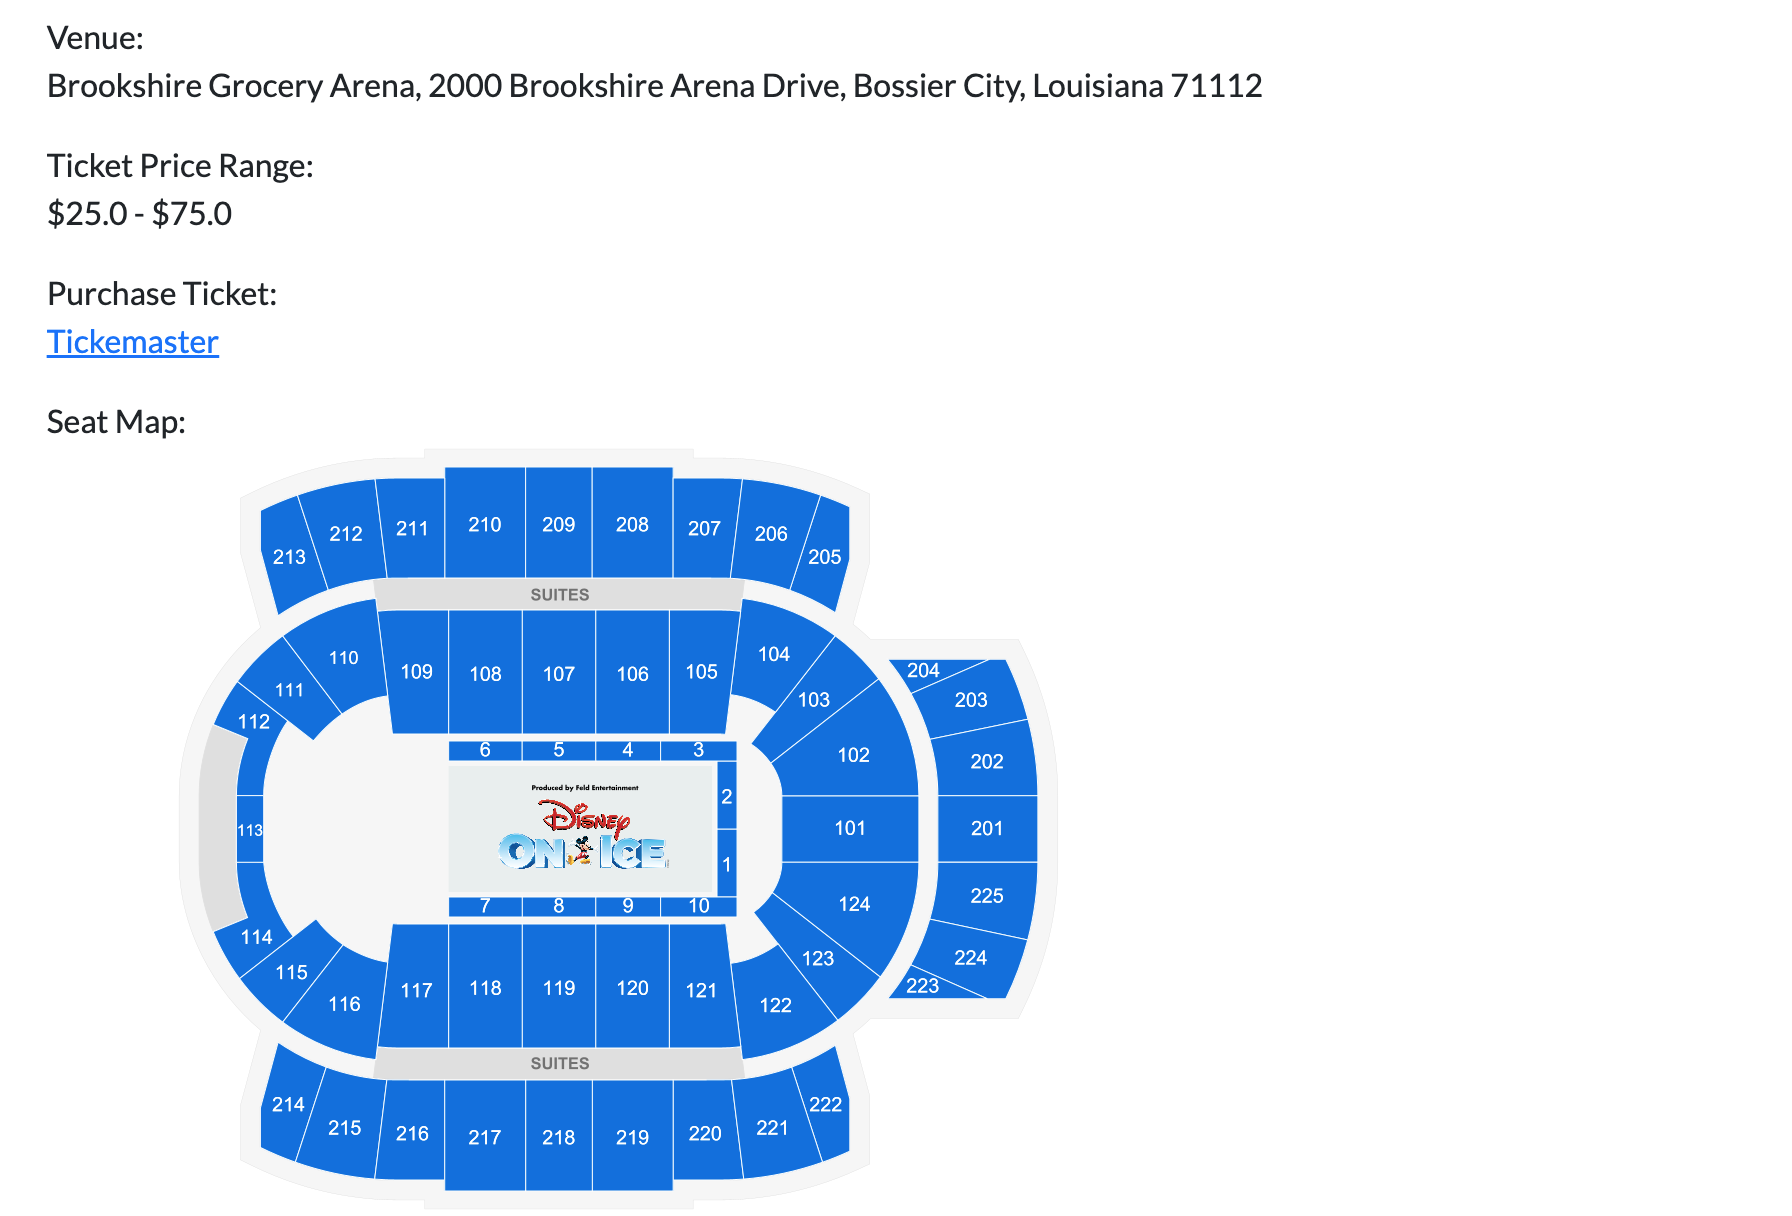 Venue:
Brookshire Grocery Arena, 2000 Brookshire Arena Drive, Bossier City, Louisiana 71112
Ticket Price Range:
$25.0 - $75.0
Purchase Ticket:
Tickemaster
Seat Map:
210 209 208
213 212 211 207 206 205
SUITES
110 109 108 107 106 105 104
111 103
112 102
6 5 4 3
204 203
202
Produced by Feld Entertainment
Disney
ON ICE
2
1
113 101 201
7 8 9 10
114 124 225
115 123 224
116 117 118 119 120 121 122 223
SUITES
214 215 216 217 218 219 220 221 222